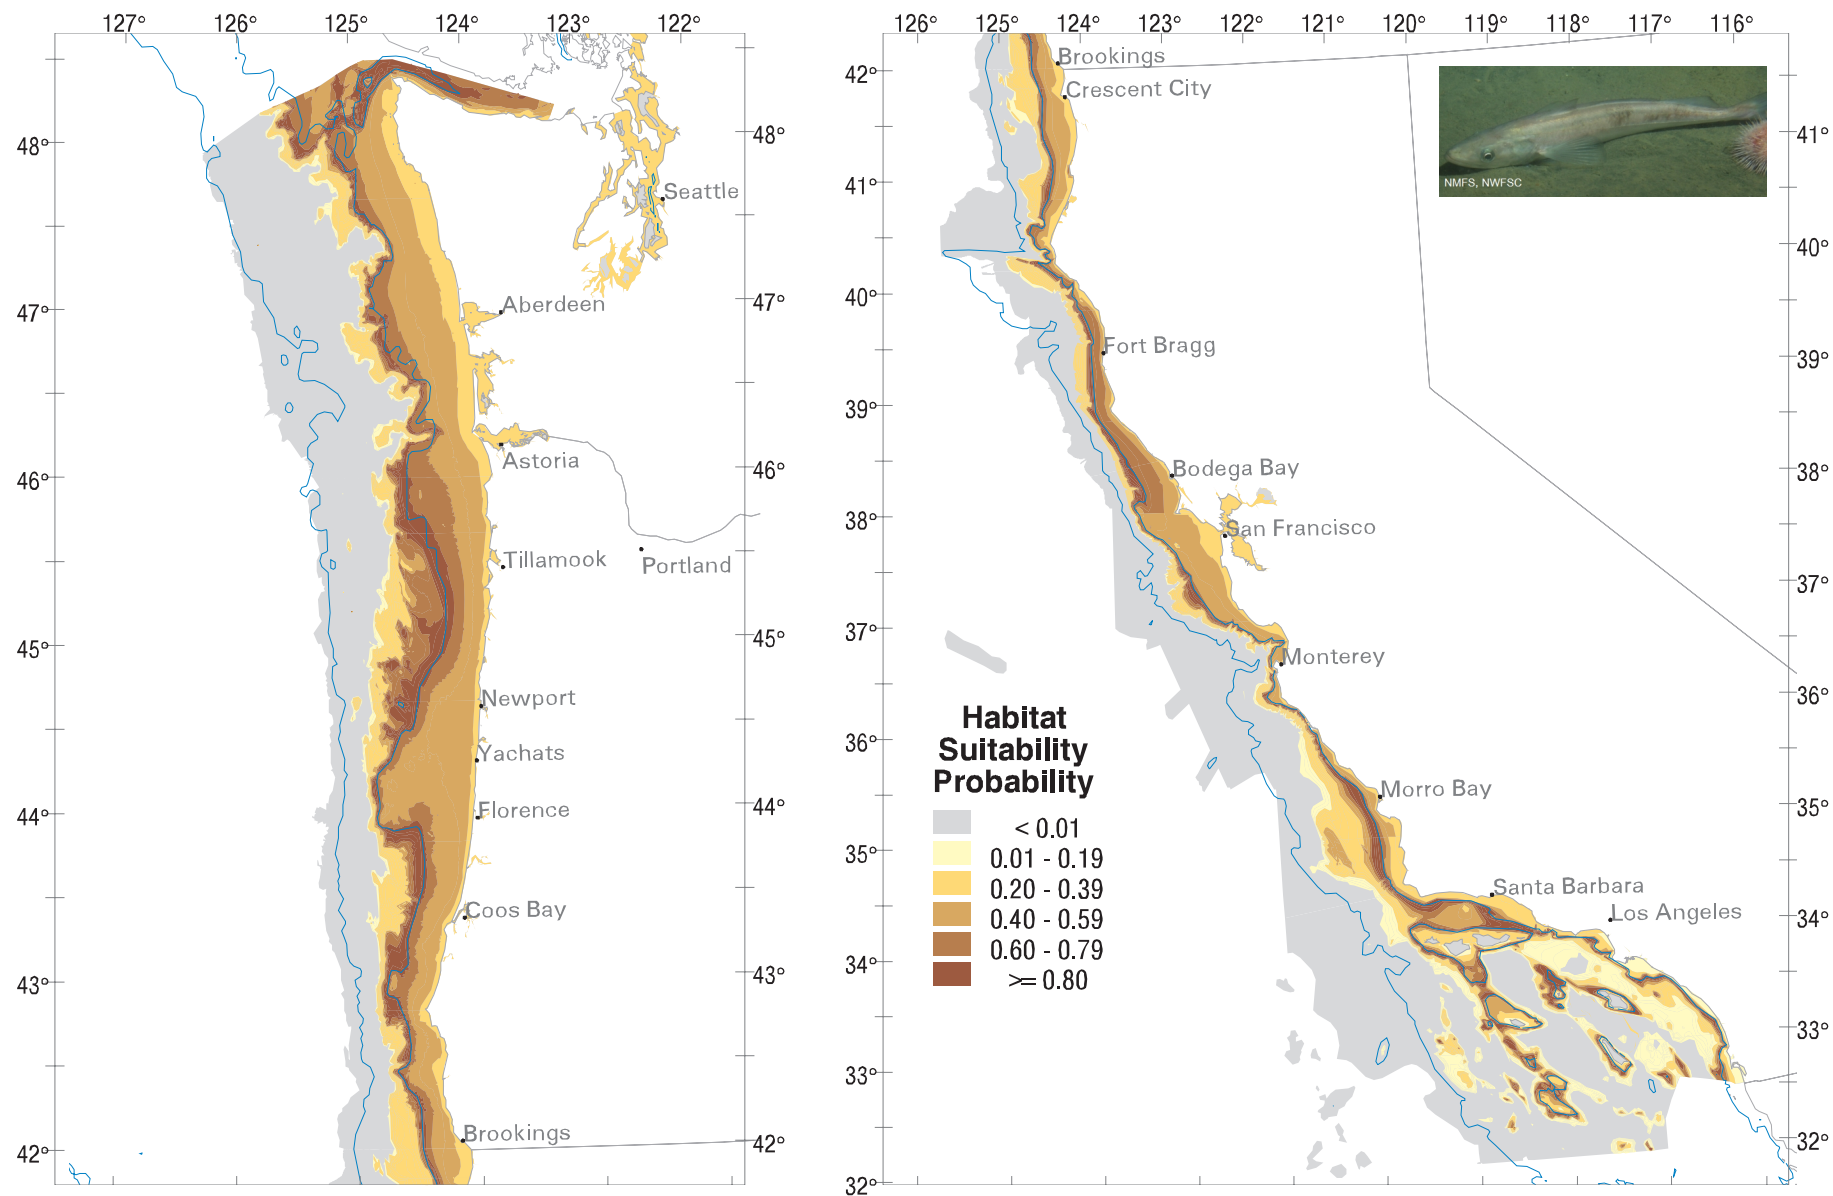 127° 126° 125° 124° 123° 122°
48°
47°
46°
45°
44°
43°
42°
48°
47°
46°
45°
44°
43°
42°
Seattle
Aberdeen
Astoria
Tillamook
Portland
Newport
Yachats
Florence
Coos Bay
Brookings
126° 125° 124° 123° 122° 121° 120° 119° 118° 117° 116°
42°
41°
40°
39°
38°
37°
36°
35°
34°
33°
32°
41°
40°
39°
38°
37°
36°
35°
34°
33°
32°
Brookings
Crescent City
NMFS, NWFSC
Fort Bragg
Bodega Bay
San Francisco
Monterey
Morro Bay
Santa Barbara
Los Angeles
Habitat
Suitability
Probability
< 0.01
0.01 - 0.19
0.20 - 0.39
0.40 - 0.59
0.60 - 0.79
>= 0.80